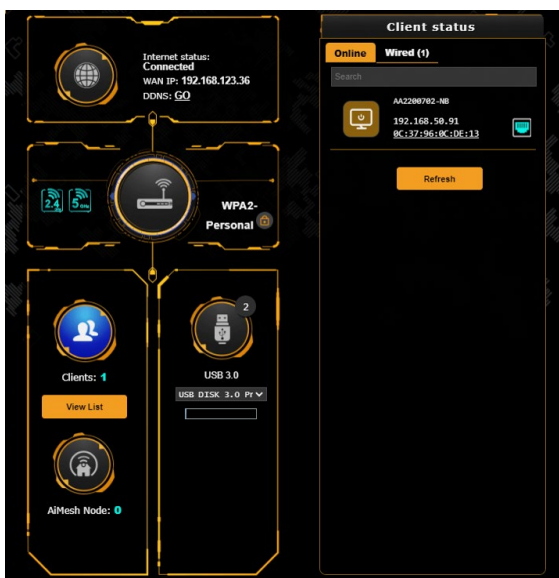 Internet status:
Connected
WAN IP: 192.168.123.36
DDNS: GO
2.4
GHz
5
GHz
WPA2-
Personal
Clients: 1
View List
AiMesh Node: 0
2
USB 3.0
USB DISK 3.0 Pr
Client status
Online
Wired (1)
Search
AA2200702-NB
192.168.50.91
0C:37:96:0C:DE:13
Refresh